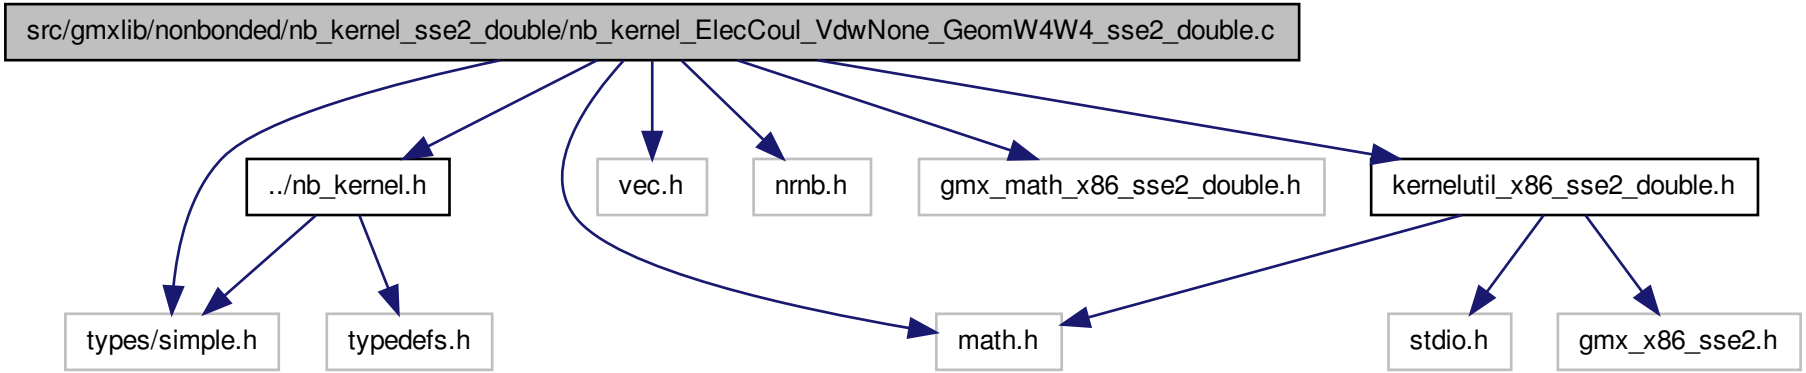 src/gmxlib/nonbonded/nb_kernel_sse2_double/nb_kernel_ElecCoul_VdwNone_GeomW4W4_sse2_double.c
../nb_kernel.h
vec.h
nrnb.h
gmx_math_x86_sse2_double.h
kernelutil_x86_sse2_double.h
types/simple.h
typedefs.h
math.h
stdio.h
gmx_x86_sse2.h